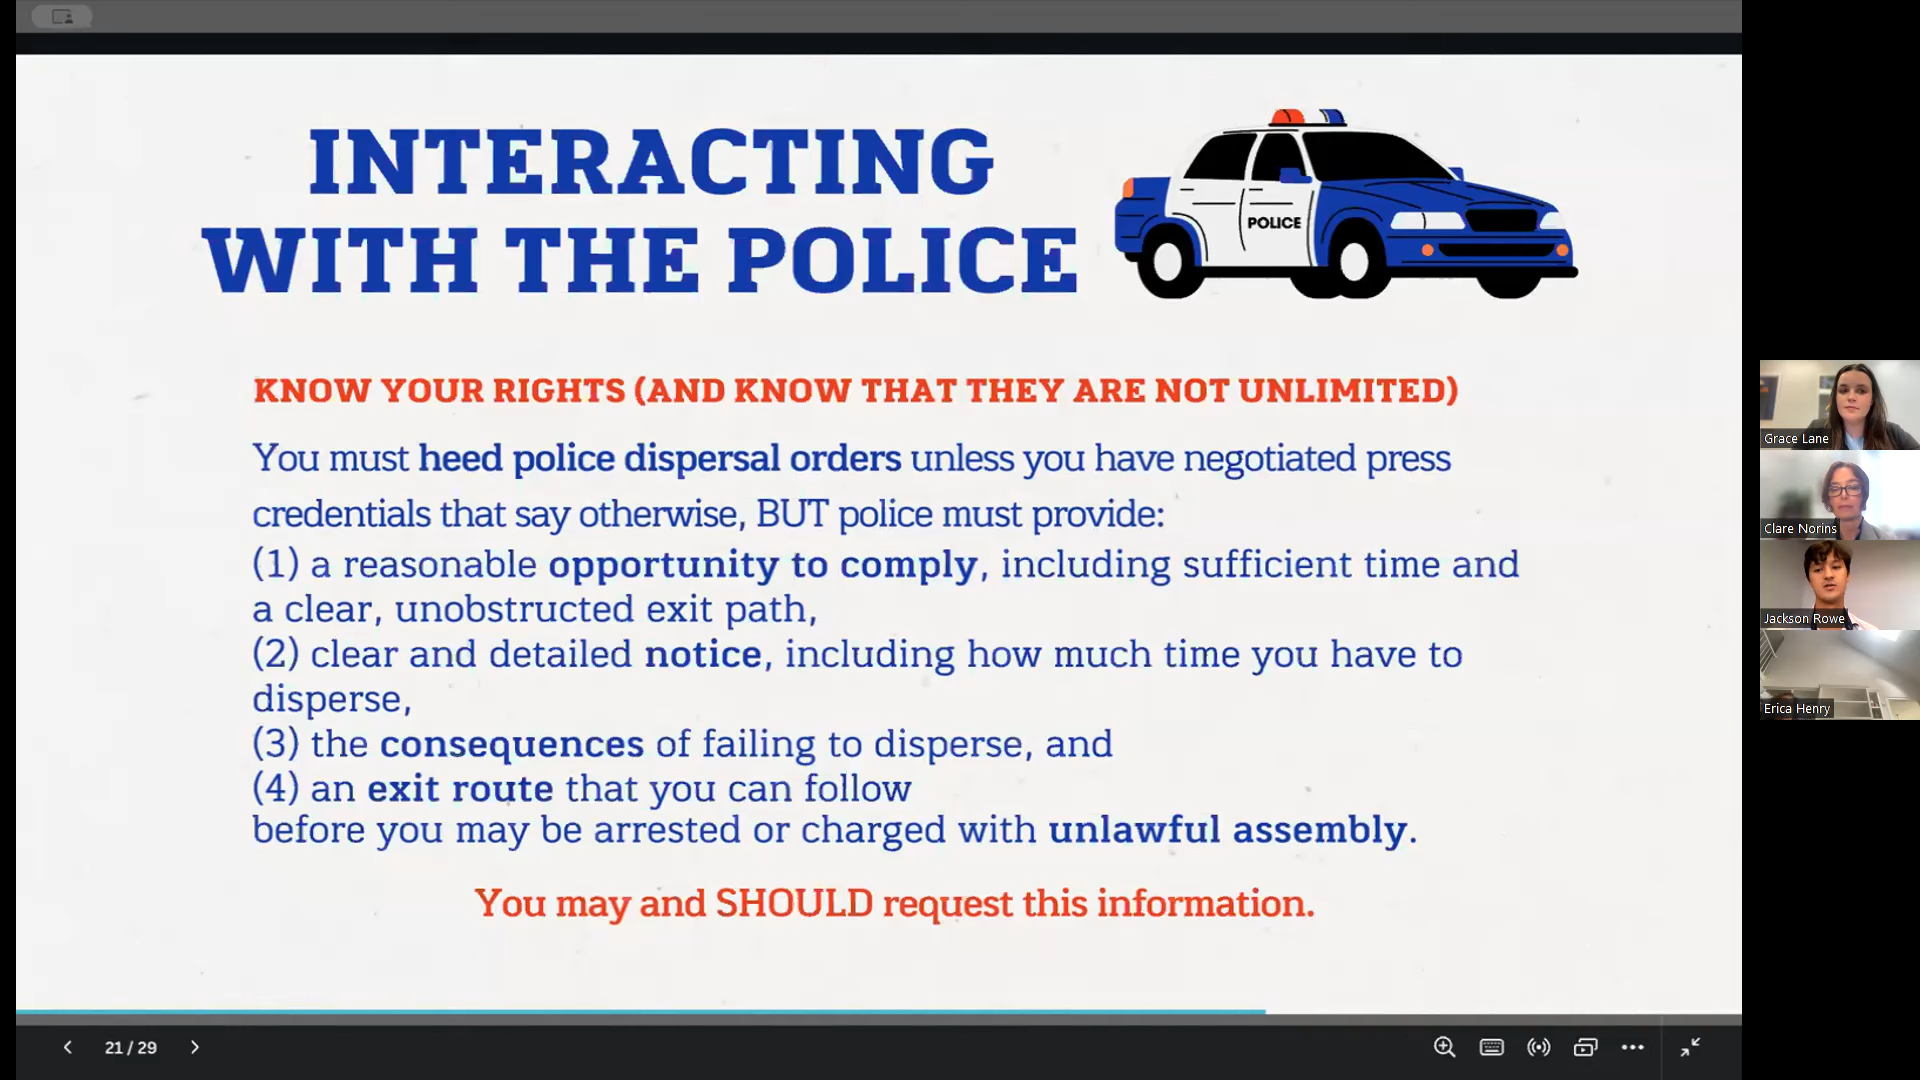 INTERACTING
WITH THE POLICE
POLICE
KNOW YOUR RIGHTS (AND KNOW THAT THEY ARE NOT UNLIMITED)
You must heed police dispersal orders unless you have negotiated press
credentials that say otherwise, BUT police must provide:
(1) a reasonable opportunity to comply, including sufficient time and
a clear, unobstructed exit path,
(2) clear and detailed notice, including how much time you have to
disperse,
(3) the consequences of failing to disperse, and
(4) an exit route that you can follow
before you may be arrested or charged with unlawful assembly.
You may and SHOULD request this information.
21 / 29
Grace Lane
Clare Norins
Jackson Rowe
Erica Henry